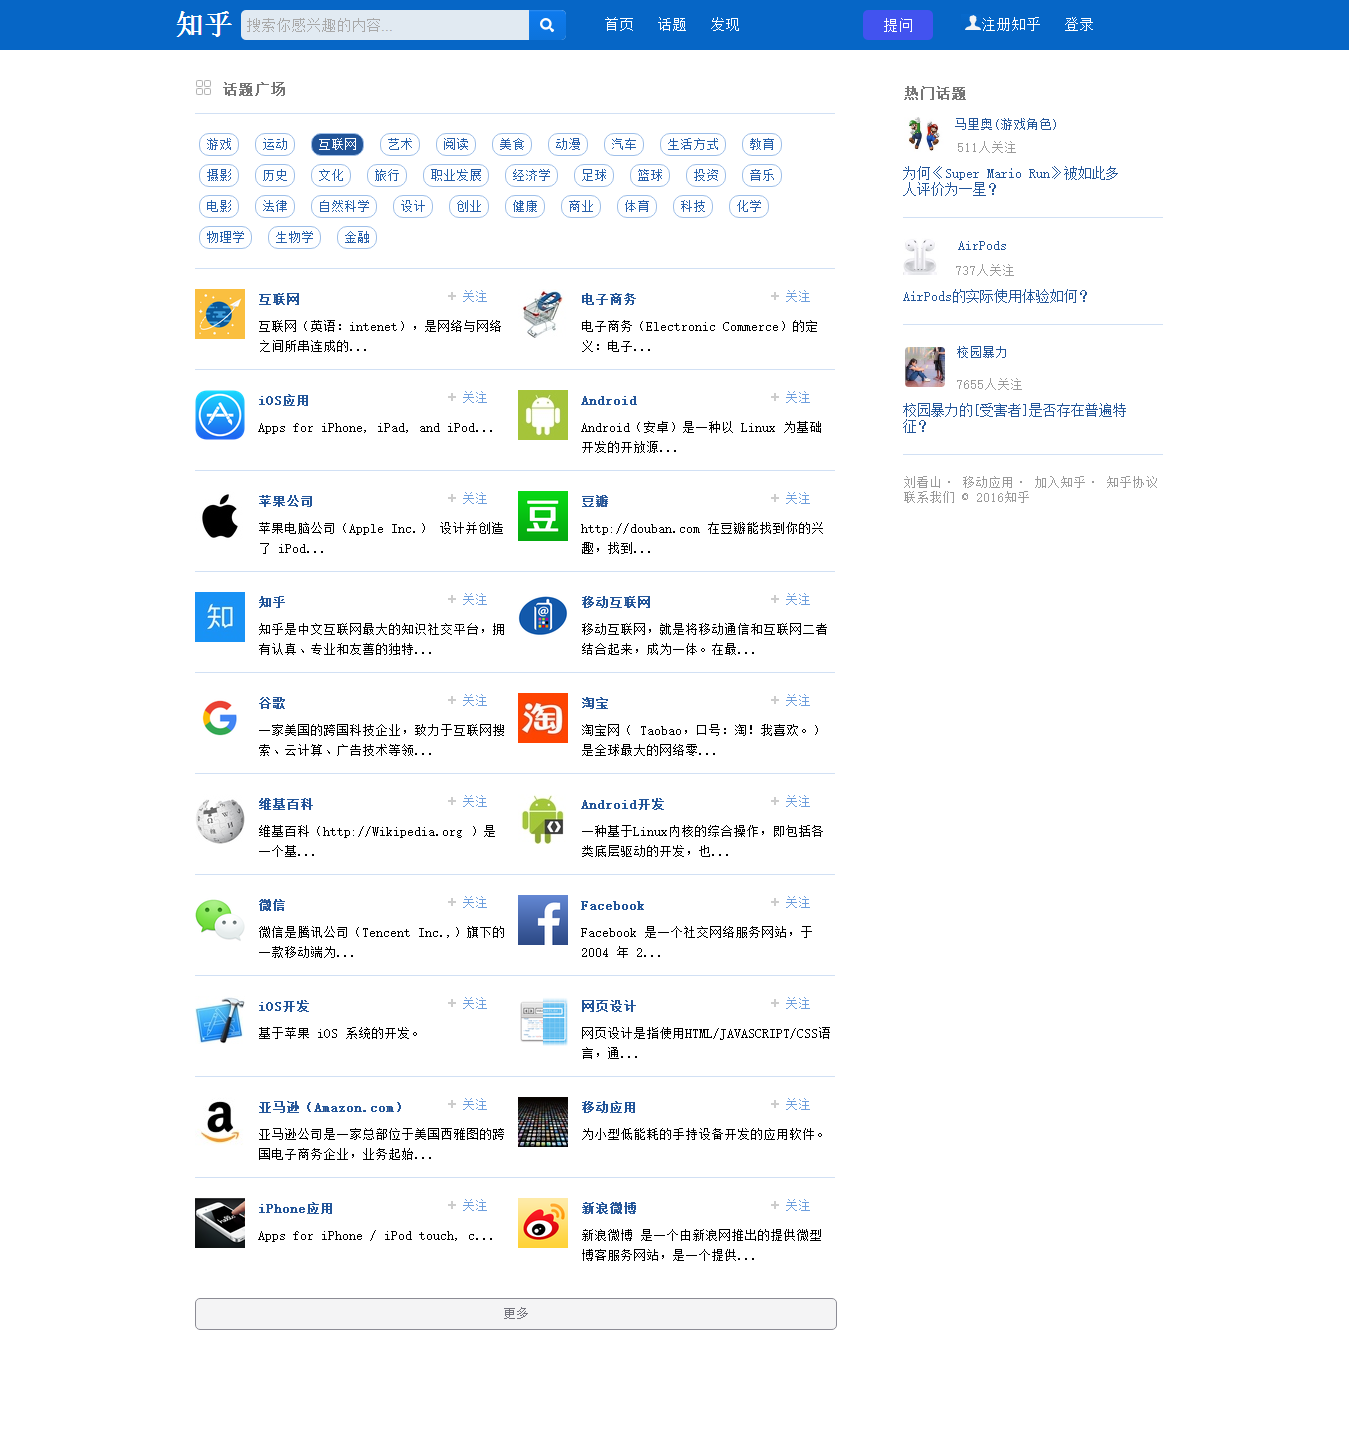 知乎 搜索你感兴趣的内容... 首页 话题 发现 提问 注册知乎 登录
话题广场
游戏 运动 互联网 艺术 阅读 美食 动漫 汽车 生活方式 教育
摄影 历史 文化 旅行 职业发展 经济学 足球 篮球 投资 音乐
电影 法律 自然科学 设计 创业 健康 商业 体育 科技 化学
物理学 生物学 金融
互联网 + 关注
互联网（英语：intenet），是网络与网络
之间所串连成的...
电子商务 + 关注
电子商务（Electronic Commerce）的定
义：电子...
iOS应用 + 关注
Apps for iPhone, iPad, and iPod...
Android + 关注
Android（安卓）是一种以 Linux 为基础
开发的开放源...
苹果公司 + 关注
苹果电脑公司（Apple Inc.） 设计并创造
了 iPod...
豆
豆瓣 + 关注
http://douban.com 在豆瓣能找到你的兴
趣，找到...
知
知乎 + 关注
知乎是中文互联网最大的知识社交平台，拥
有认真、专业和友善的独特...
移动互联网 + 关注
移动互联网，就是将移动通信和互联网二者
结合起来，成为一体。在最...
谷歌 + 关注
一家美国的跨国科技企业，致力于互联网搜
索、云计算、广告技术等领...
淘
淘宝 + 关注
淘宝网（ Taobao，口号：淘！我喜欢。）
是全球最大的网络零...
维基百科 + 关注
维基百科（http://Wikipedia.org ）是
一个基...
Android开发 + 关注
一种基于Linux内核的综合操作，即包括各
类底层驱动的开发，也...
微信 + 关注
微信是腾讯公司（Tencent Inc.,）旗下的
一款移动端为...
Facebook + 关注
Facebook 是一个社交网络服务网站，于
2004 年 2...
iOS开发 + 关注
基于苹果 iOS 系统的开发。
网页设计 + 关注
网页设计是指使用HTML/JAVASCRIPT/CSS语
言，通...
亚马逊（Amazon.com） + 关注
亚马逊公司是一家总部位于美国西雅图的跨
国电子商务企业，业务起始...
移动应用 + 关注
为小型低能耗的手持设备开发的应用软件。
iPhone应用 + 关注
Apps for iPhone / iPod touch, c...
新浪微博 + 关注
新浪微博 是一个由新浪网推出的提供微型
博客服务网站，是一个提供...
更多
热门话题
马里奥(游戏角色)
511人关注
为何《Super Mario Run》被如此多
人评价为一星？
AirPods
737人关注
AirPods的实际使用体验如何？
校园暴力
7655人关注
校园暴力的[受害者]是否存在普遍特
征？
刘看山· 移动应用· 加入知乎· 知乎协议
联系我们 © 2016知乎